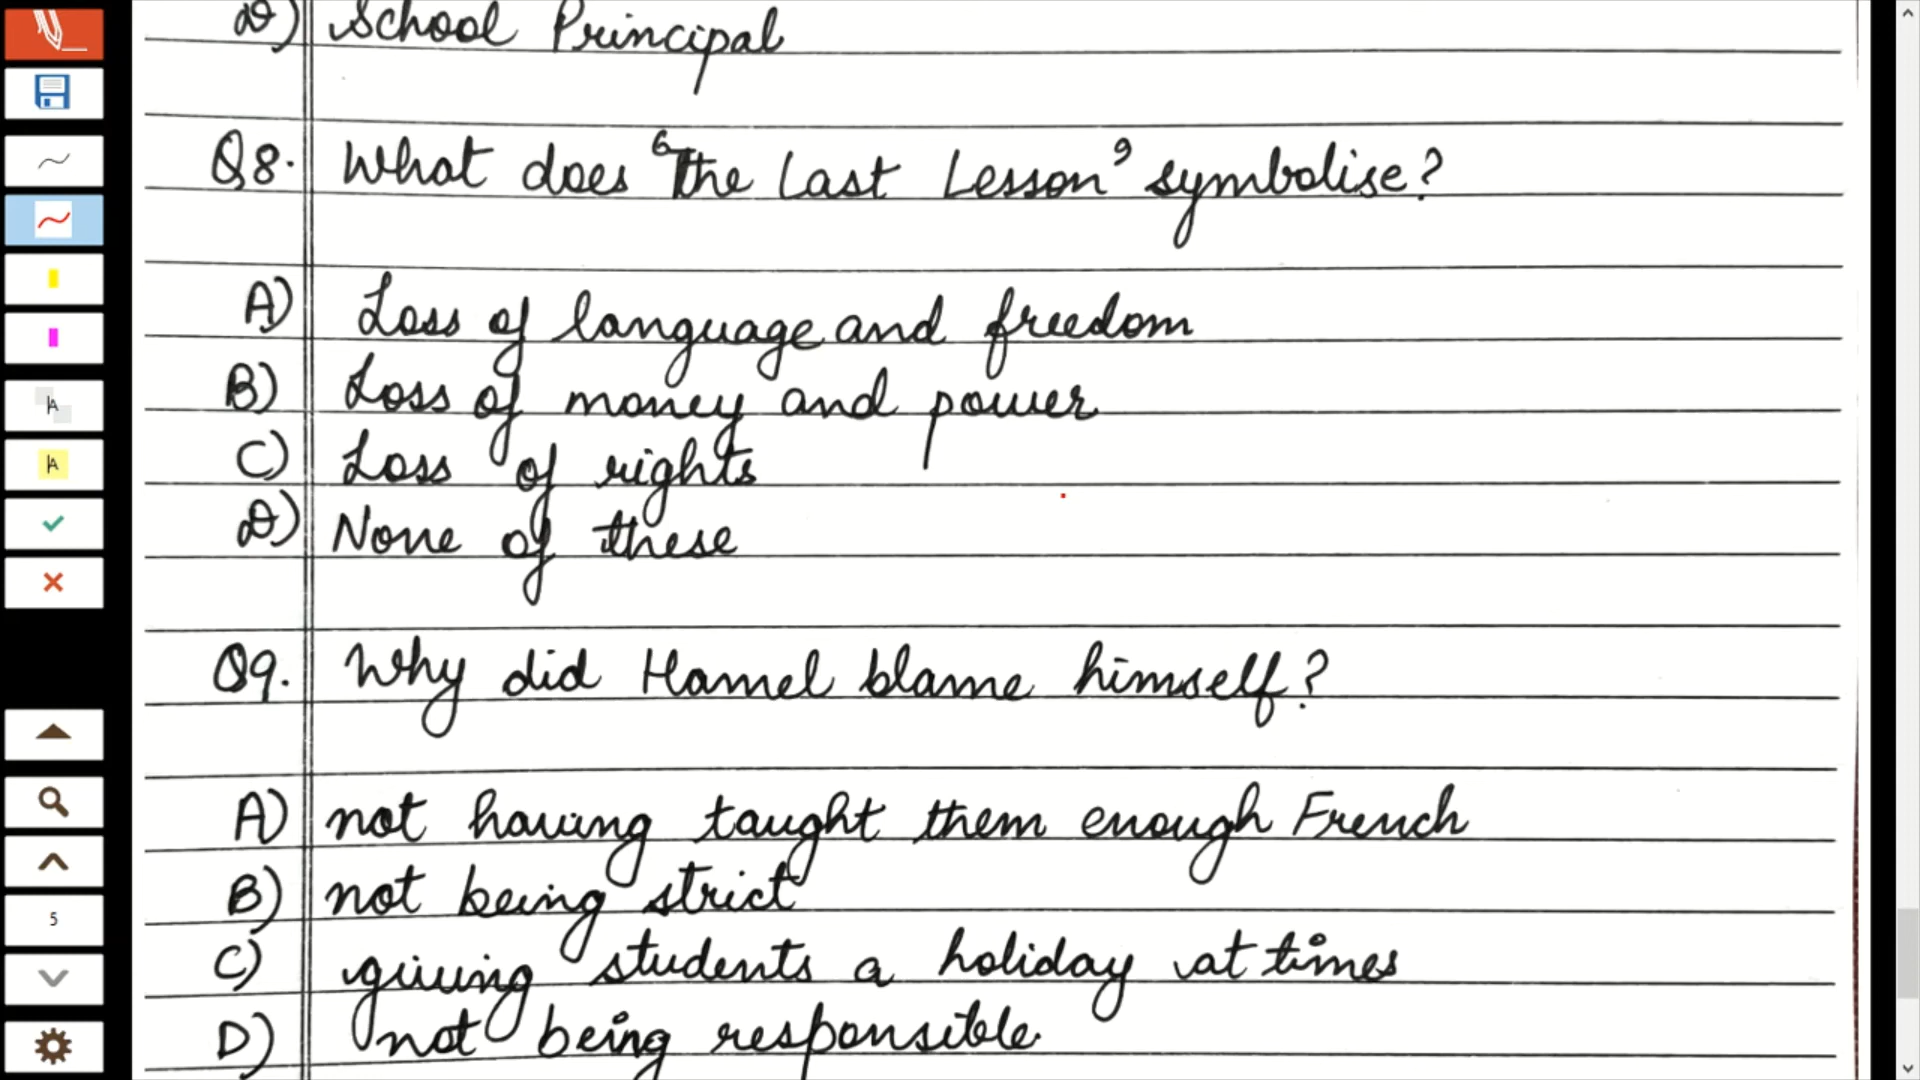 D) School Principal
Q8. What does 'The Last Lesson' symbolise?
A) Loss of language and freedom
B) Loss of money and power
C) Loss of rights
D) None of these
Q9. Why did Hamel blame himself?
A) not having taught them enough French
B) not being strict
C) giving students a holiday at times
D) not being responsible.
A
A
5